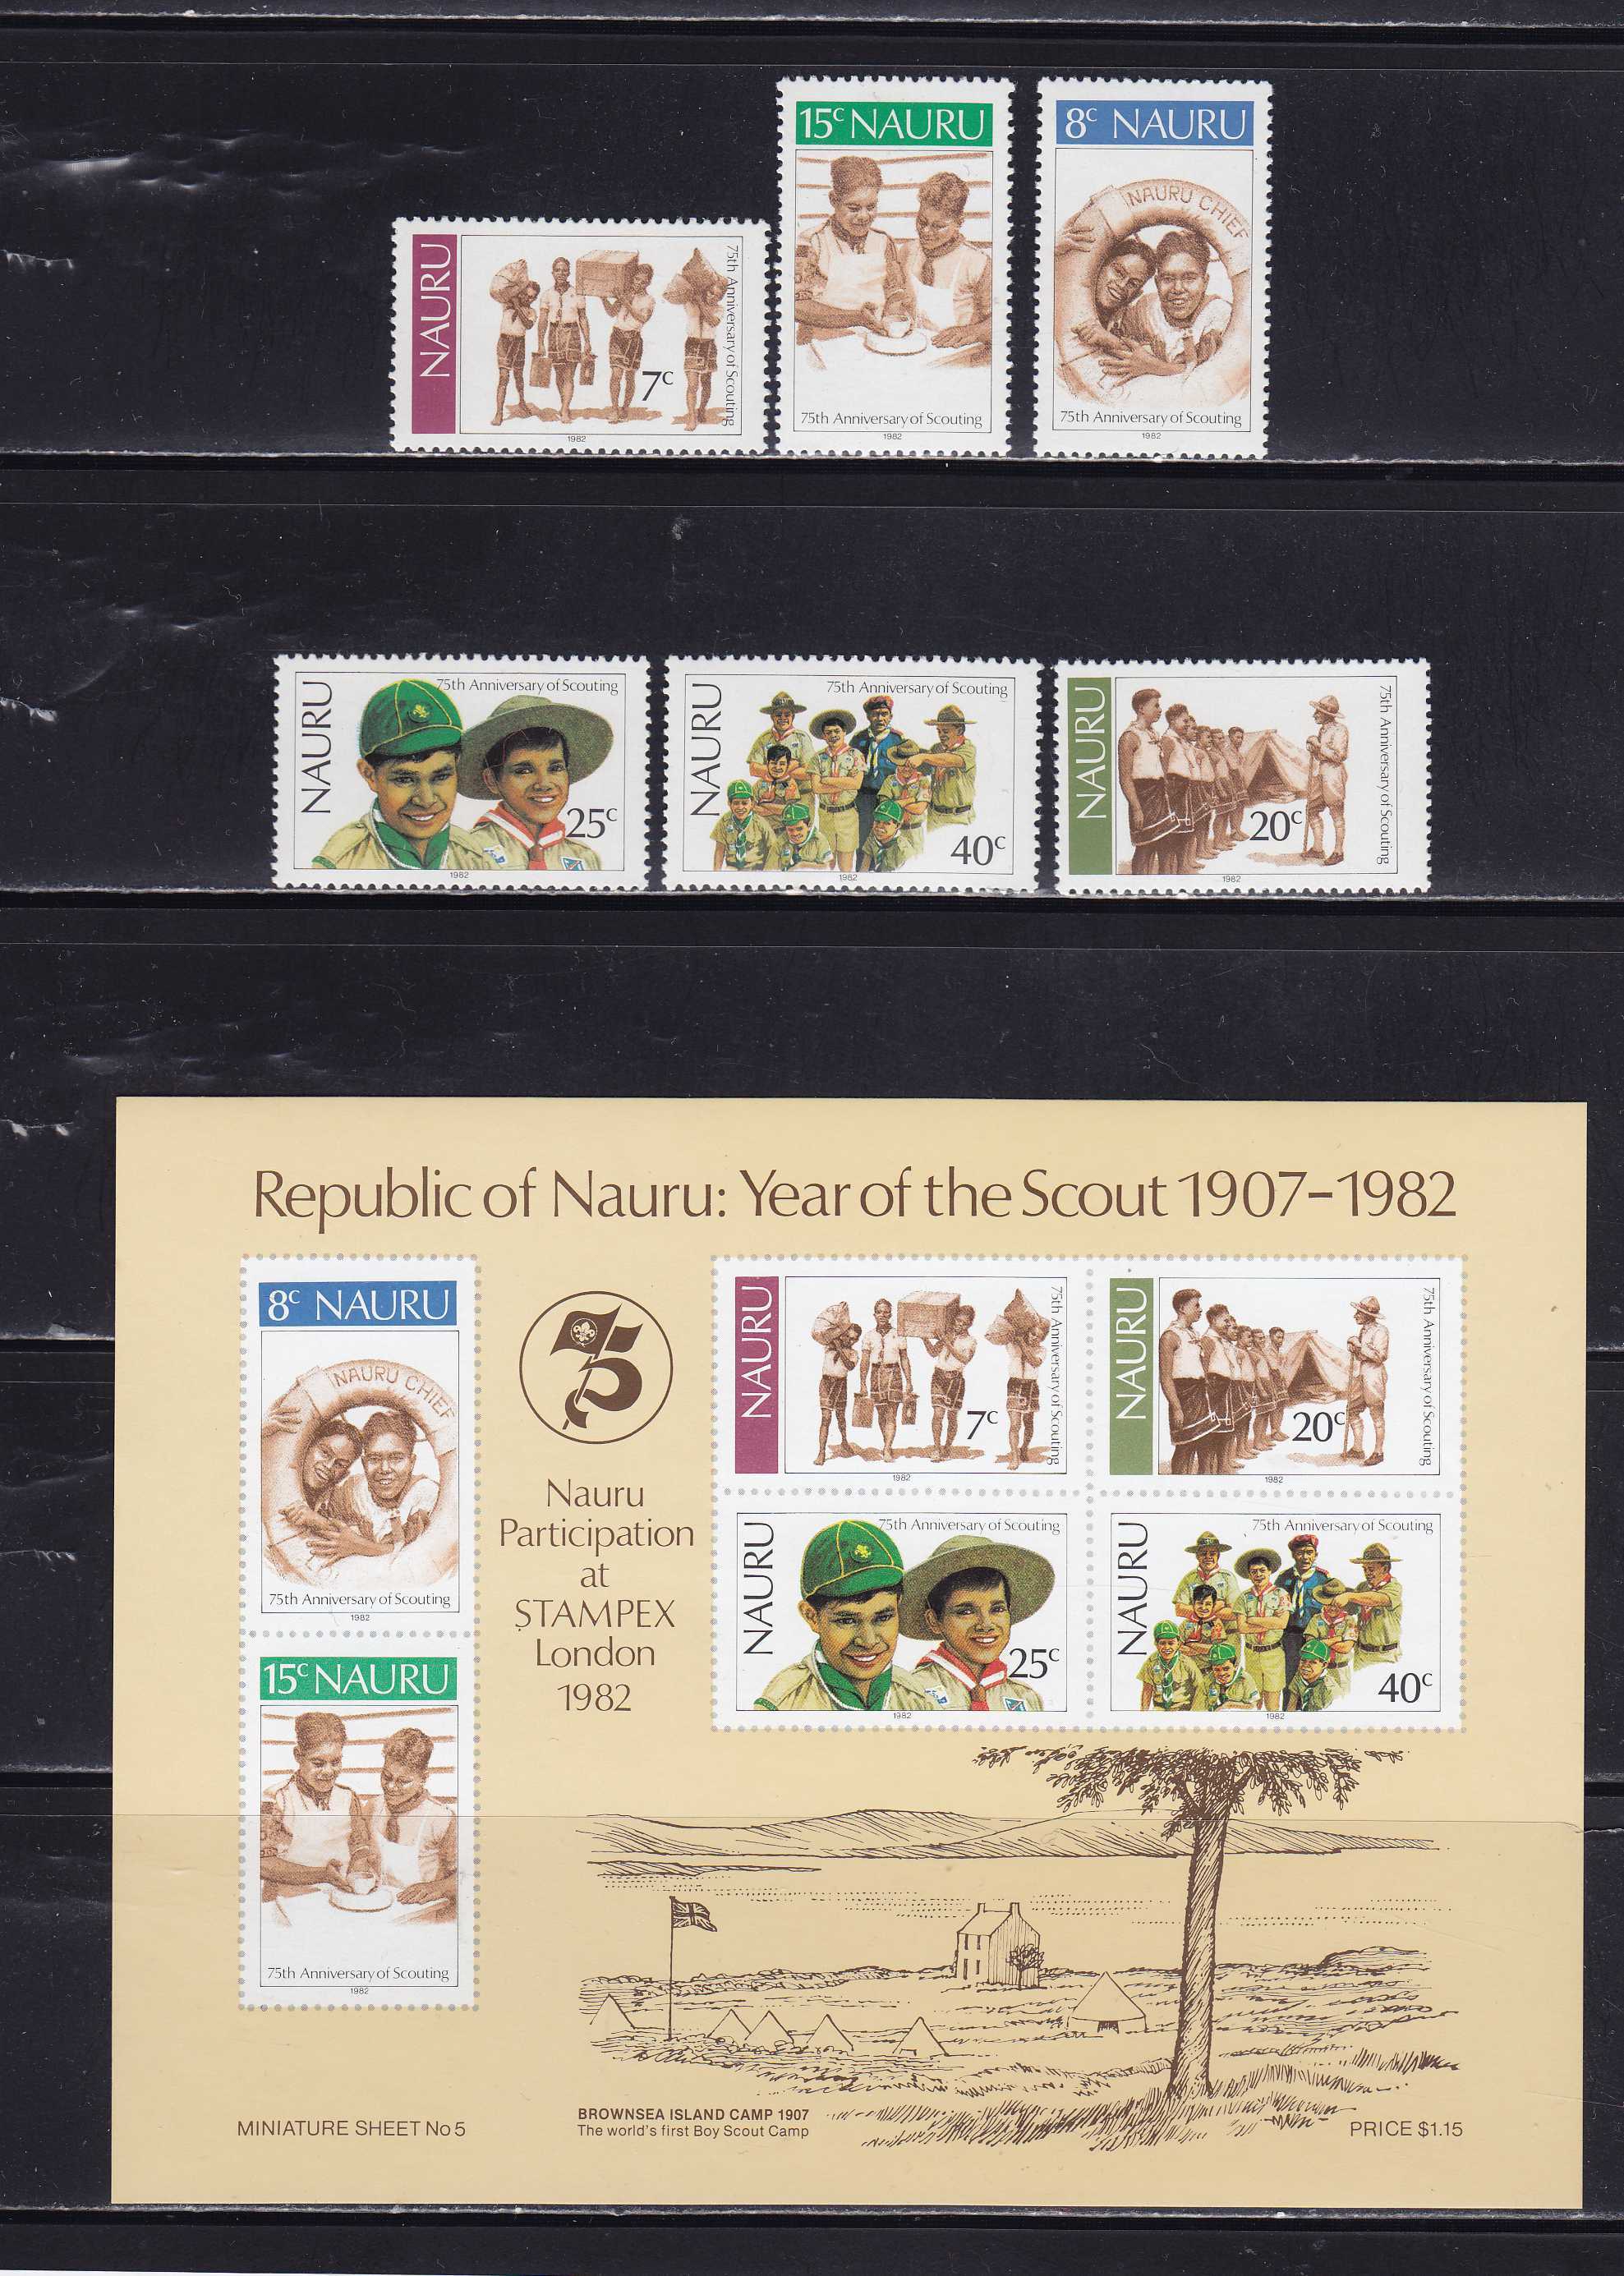 15c NAURU
75th Anniversary of Scouting
1982
8c NAURU
NAURU CHIEF
75th Anniversary of Scouting
1982
NAURU
75th Anniversary of Scouting
7c
1982
NAURU
75th Anniversary of Scouting
25c
1982
NAURU
75th Anniversary of Scouting
40c
1982
NAURU
75th Anniversary of Scouting
20c
1982
Republic of Nauru: Year of the Scout 1907–1982
8c NAURU
NAURU CHIEF
75th Anniversary of Scouting
1982
15c NAURU
75th Anniversary of Scouting
1982
75
Nauru
Participation
at
STAMPEX
London
1982
NAURU
75th Anniversary of Scouting
7c
1982
NAURU
75th Anniversary of Scouting
20c
1982
NAURU
75th Anniversary of Scouting
25c
1982
NAURU
75th Anniversary of Scouting
40c
1982
MINIATURE SHEET No 5
BROWNSEA ISLAND CAMP 1907
The world's first Boy Scout Camp
PRICE $1.15